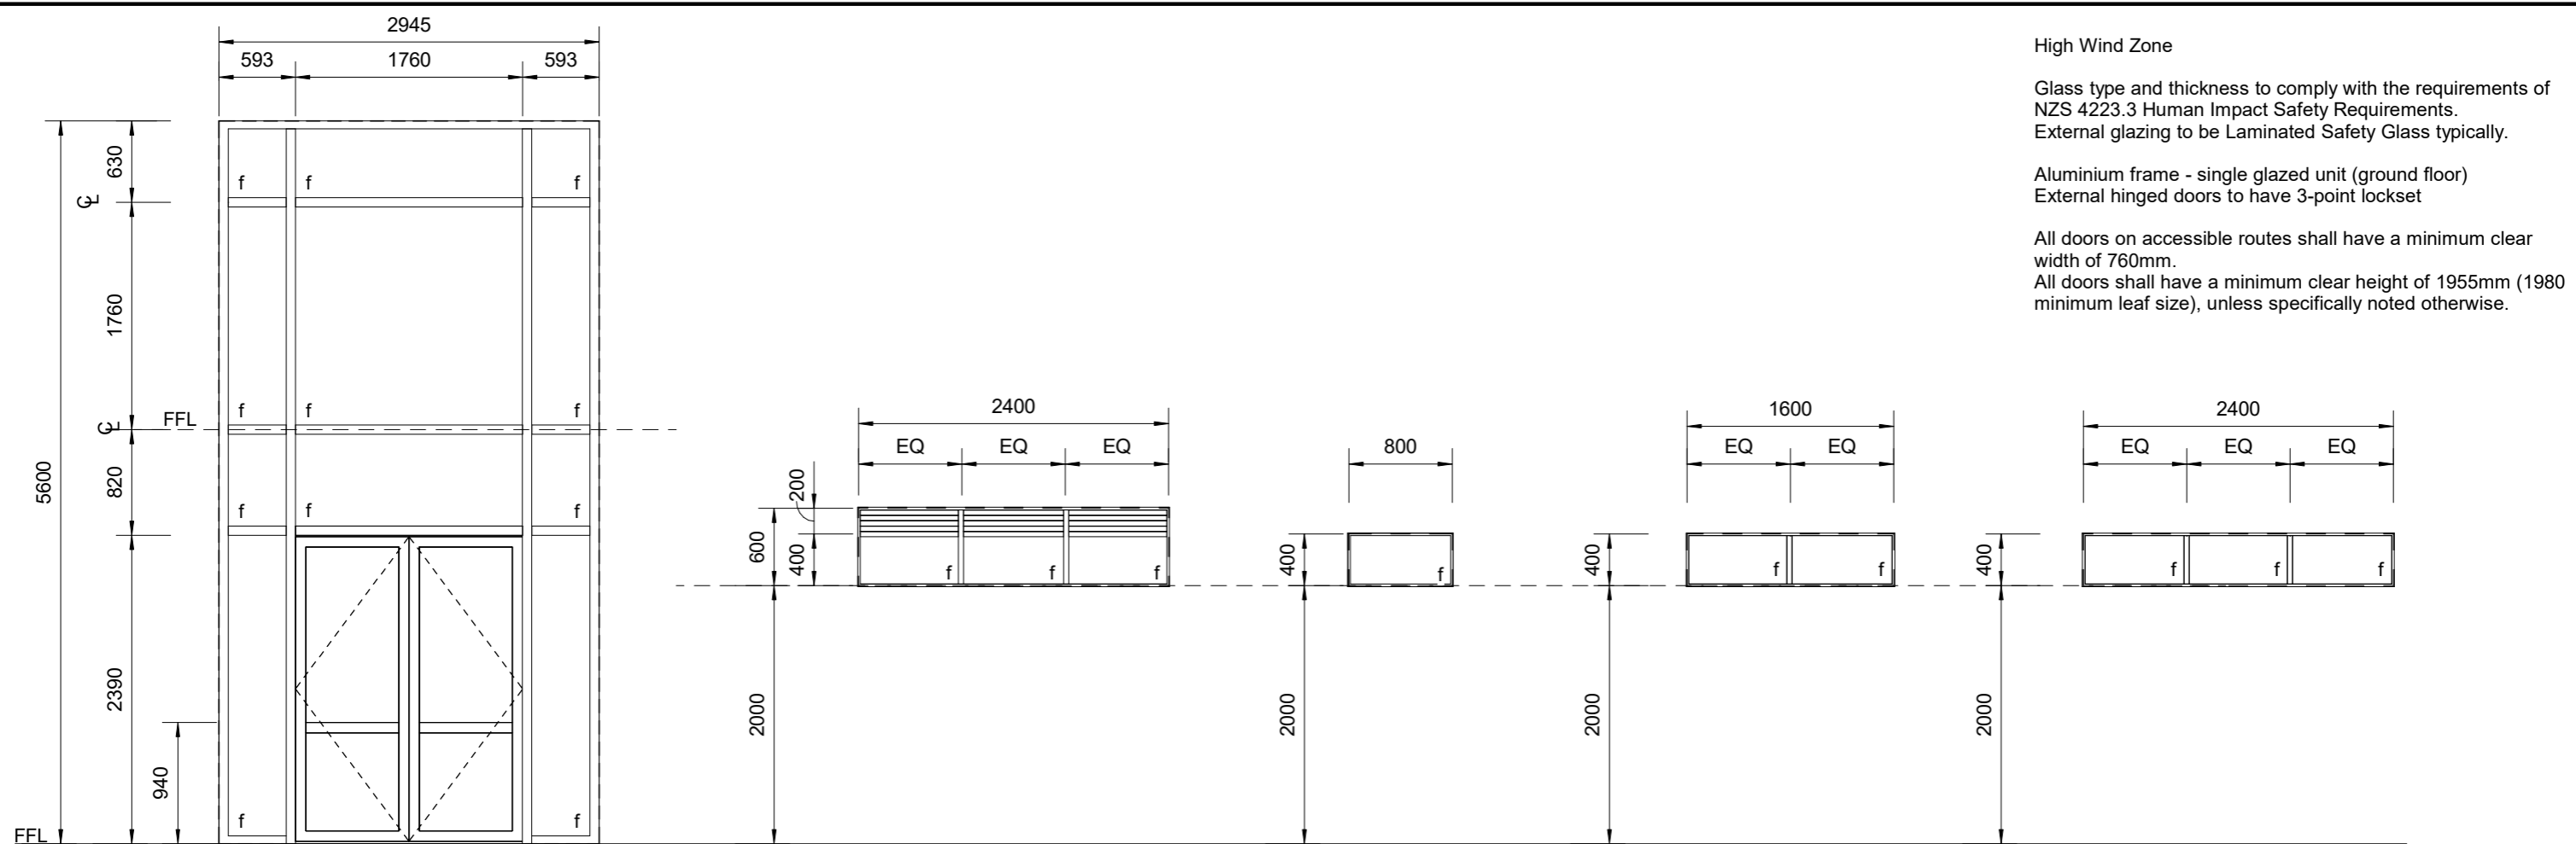 2945
593 1760 593
630
CL
1760
CL
FFL
820
5600
2390
940
FFL
f f f
f f f
f f f
f f
2400
EQ EQ EQ
200
600
400
f f f
2000
800
400
f
2000
1600
EQ EQ
400
f f
2000
2400
EQ EQ EQ
400
f f f
2000
High Wind Zone
Glass type and thickness to comply with the requirements of
NZS 4223.3 Human Impact Safety Requirements.
External glazing to be Laminated Safety Glass typically.
Aluminium frame - single glazed unit (ground floor)
External hinged doors to have 3-point lockset
All doors on accessible routes shall have a minimum clear
width of 760mm.
All doors shall have a minimum clear height of 1955mm (1980
minimum leaf size), unless specifically noted otherwise.